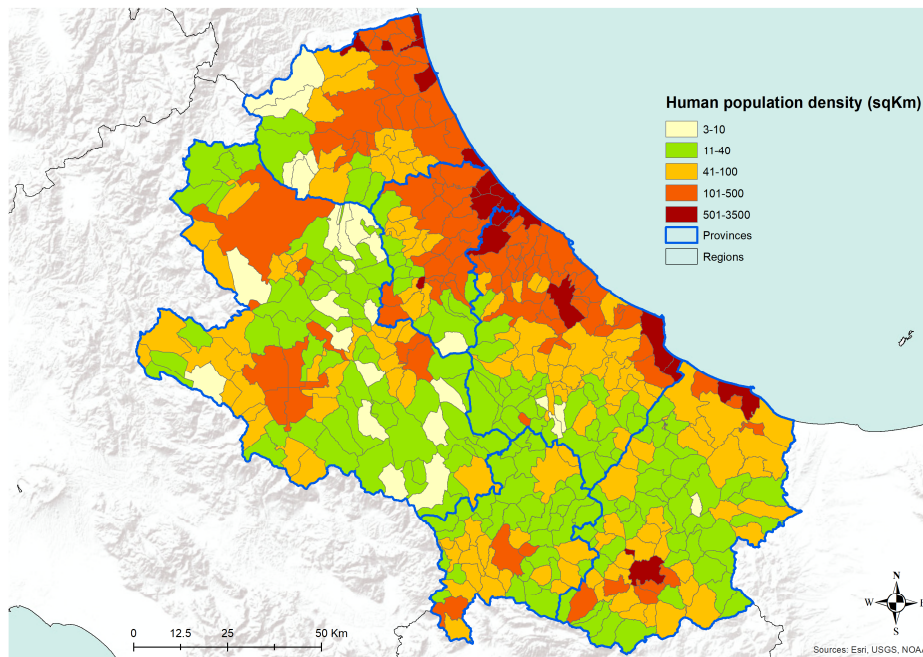 Human population density (sqKm)
3-10
11-40
41-100
101-500
501-3500
Provinces
Regions
N
W
S
0 12.5 25 50 Km
Sources: Esri, USGS, NOA